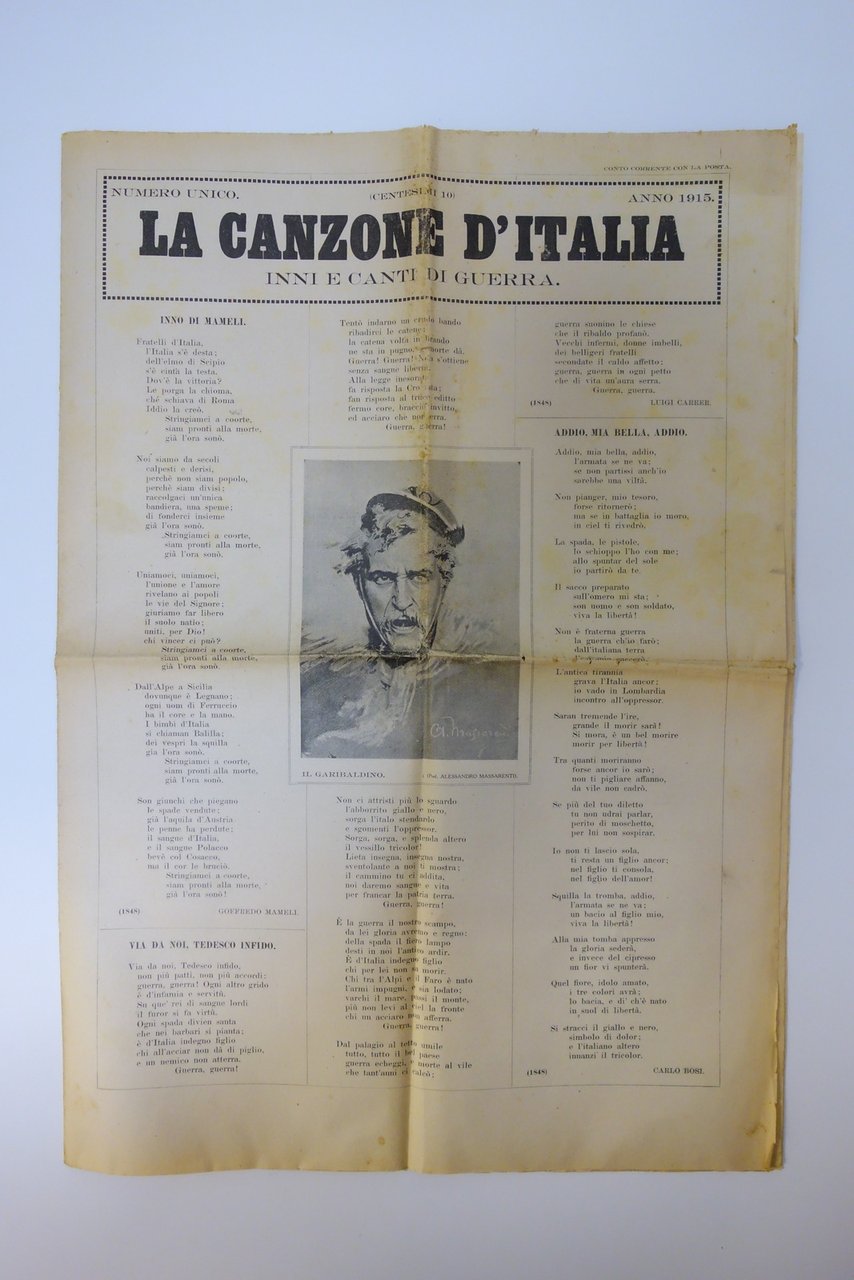 CONTO CORRENTE CON LA POSTA.
NUMERO UNICO.
(CENTESIMI 10)
ANNO 1915.
LA CANZONE D'ITALIA
INNI E CANTI DI GUERRA.
INNO DI MAMELI.
Fratelli d'Italia,
l'Italia s'è desta;
dell'elmo di Scipio
s'è cinta la testa.
Dov'è la vittoria?
Le porga la chioma,
chè schiava di Roma
Iddio la creò.
Stringiamci a coorte,
siam pronti alla morte,
già l'ora sonò.
Noi siamo da secoli
calpesti e derisi,
perchè non siam popolo,
perchè siam divisi;
raccolgaci un'unica
bandiera, una speme;
di fonderci insieme
già l'ora sonò.
Stringiamci a coorte,
siam pronti alla morte,
già l'ora sonò.
Uniamoci, uniamoci,
l'unione e l'amore
rivelano ai popoli
le vie del Signore;
giuriamo far libero
il suolo natio;
uniti, per Dio!
chi vincer ci può?
Stringiamci a coorte,
siam pronti alla morte,
già l'ora sonò.
Dall'Alpe a Sicilia
dovunque è Legnano;
ogni uom di Ferruccio
ha il core e la mano.
I bimbi d'Italia
si chiaman Balilla;
dei vespri la squilla
già l'ora sonò.
Stringiamci a coorte,
siam pronti alla morte,
già l'ora sonò.
Son giunchi che piegano
le spade vendute;
già l'aquila d'Austria
le penne ha perdute;
il sangue d'Italia,
e il sangue Polacco
bevè col Cosacco,
ma il cor le bruciò.
Stringiamci a coorte,
siam pronti alla morte,
già l'ora sonò!
(1848) GOFFREDO MAMELI.
VIA DA NOI, TEDESCO INFIDO.
Via da noi, Tedesco infido,
non più patti, non più accordi;
guerra, guerra! Ogni altro grido
è d'infamia e servitù.
Su que' rei di sangue lordi
il furor si fa virtù.
Ogni spada divien santa
che nei barbari si pianta;
è d'Italia indegno figlio
chi all'acciar non dà di piglio,
e un nemico non atterra.
Guerra, guerra!
Tentò indarno un crudo bando
ribadirci le catene;
la catena volta in brando
ne sta in pugno, e morte dà.
Guerra! Guerra! Non s'ottiene
senza sangue libertà.
Alla legge
fa risposta la
fan risposta al truce editto
fermo core, braccio invitto,
ed acciaro che non erra.
Guerra, guerra!
IL GARIBALDINO.
(Pof. ALESSANDRO MASSARENTI).
Non ci attristi più lo sguardo
l'abborrito giallo e nero,
sorga l'italo stendardo
e sgomenti l'oppressor.
Sorga, sorga, e splenda altero
il vessillo tricolor!
Lieta insegna, insegna nostra,
sventolante a noi ti mostra;
il cammino tu ci addita,
noi daremo sangue e vita
per francar la patria terra.
Guerra, guerra!
È la guerra il nostro scampo,
da lei gloria avremo e regno;
della spada il fiero lampo
desti in noi l'antico ardir.
È d'Italia indegno figlio
chi per lei non sa morir.
Chi tra l'Alpi e il Faro è nato
l'armi impugni, e sia lodato;
varchi il mare, passi il monte,
più non levi al ciel la fronte
chi un acciaro non afferra.
Guerra, guerra!
Dal palagio al tetto umile
tutto, tutto il bel paese
guerra echeggi, e morte al vile
che tant'anni ci calcò;
guerra suonino le chiese
che il ribaldo profanò.
Vecchi infermi, donne imbelli,
dei belligeri fratelli
secondate il caldo affetto;
guerra, guerra in ogni petto
che di vita un'aura serra.
Guerra, guerra.
(1848) LUIGI CARRER.
ADDIO, MIA BELLA, ADDIO.
Addio, mia bella, addio,
l'armata se ne va;
se non partissi anch'io
sarebbe una viltà.
Non pianger, mio tesoro,
forse ritornerò;
ma se in battaglia io moro,
in ciel ti rivedrò.
La spada, le pistole,
lo schioppo l'ho con me;
allo spuntar del sole
io partirò da te.
Il sacco preparato
sull'omero mi sta;
son uomo e son soldato,
viva la libertà!
Non è fraterna guerra
la guerra ch'io farò;
dall'italiana terra
L'antica tirannia
grava l'Italia ancor;
io vado in Lombardia
incontro all'oppressor.
Saran tremende l'ire,
grande il morir sarà!
Si mora, è un bel morire
morir per libertà!
Tra quanti moriranno
forse ancor io sarò;
non ti pigliare affanno,
da vile non cadrò.
Se più del tuo diletto
tu non udrai parlar,
perito di moschetto,
per lui non sospirar.
Io non ti lascio sola,
ti resta un figlio ancor;
nel figlio ti consola,
nel figlio dell'amor!
Squilla la tromba, addio,
l'armata se ne va;
un bacio al figlio mio,
viva la libertà!
Alla mia tomba appresso
la gloria sederà,
e invece del cipresso
un fior vi spunterà.
Quel fiore, idolo amato,
i tre colori avrà;
lo bacia, e di' ch'è nato
in suol di libertà.
Si stracci il giallo e nero,
simbolo di dolor;
e l'italiano altero
innanzi il tricolor.
(1848) CARLO BOSI.